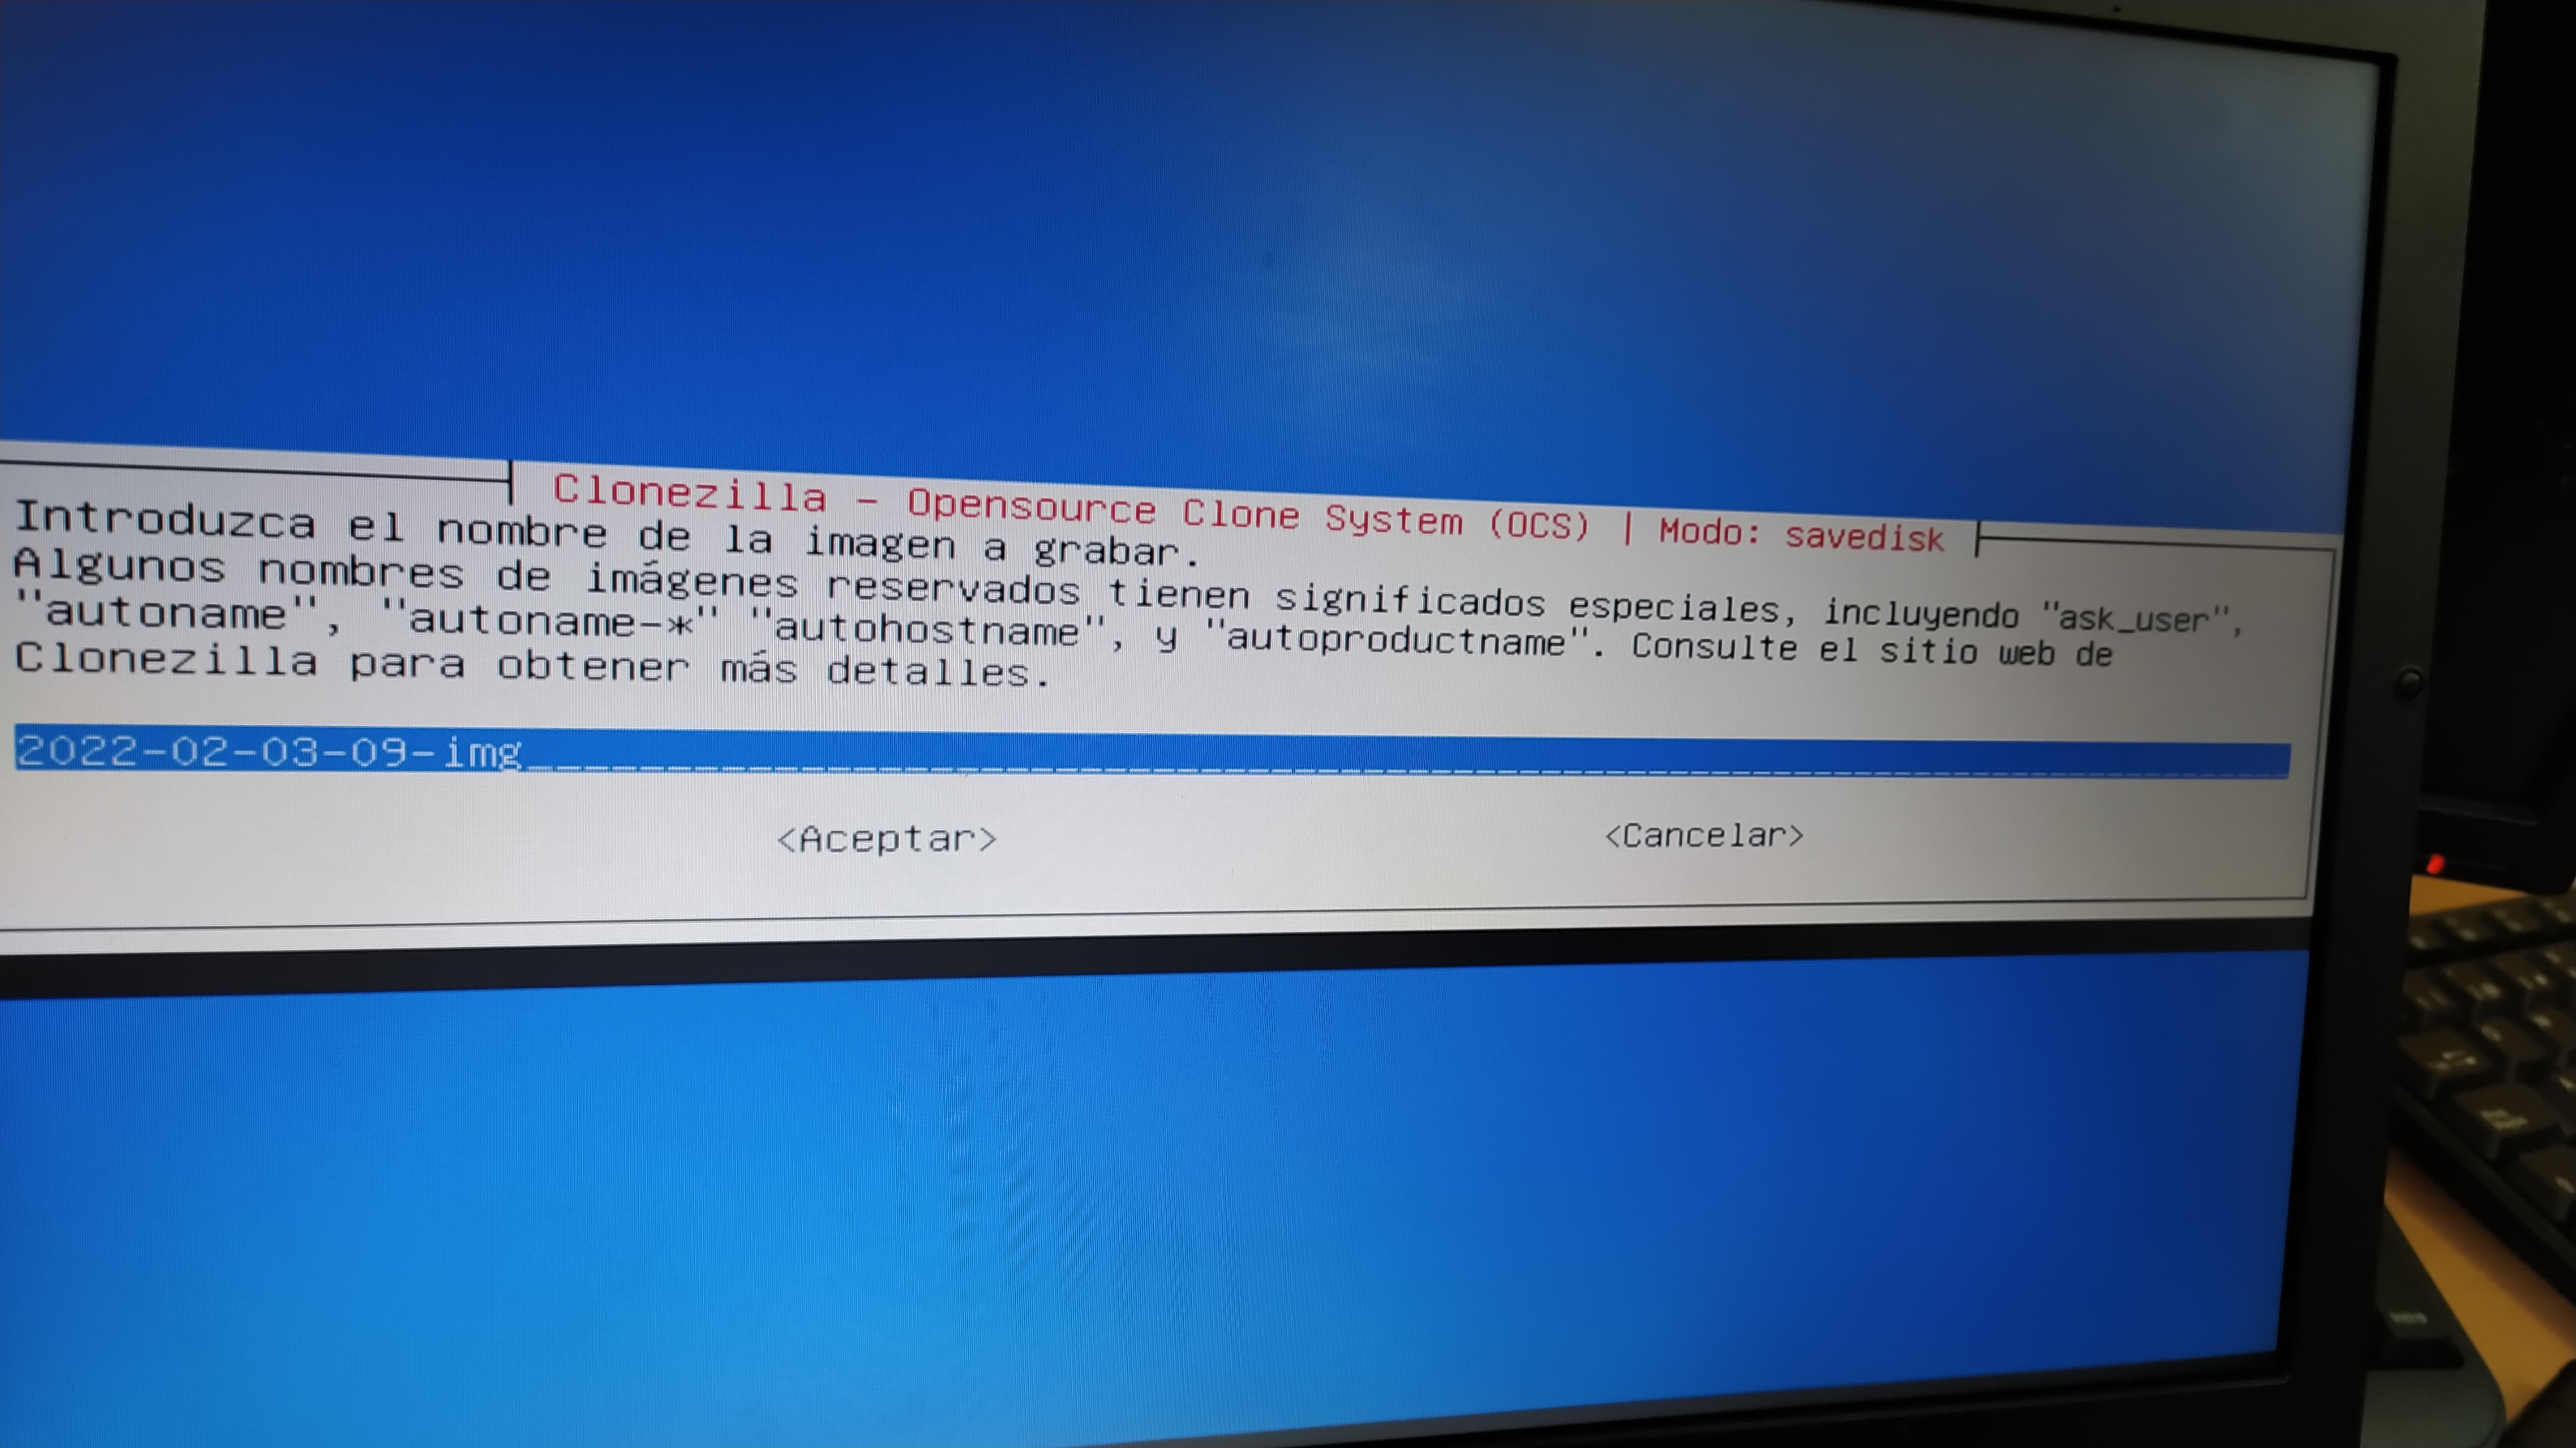 Clonezilla - Opensource Clone System (OCS) | Modo: savedisk
Introduzca el nombre de la imagen a grabar.
Algunos nombres de imágenes reservados tienen significados especiales, incluyendo "ask_user",
"autoname", "autoname-*" "autohostname", y "autoproductname". Consulte el sitio web de
Clonezilla para obtener más detalles.
2022-02-03-09-img
<Aceptar> <Cancelar>